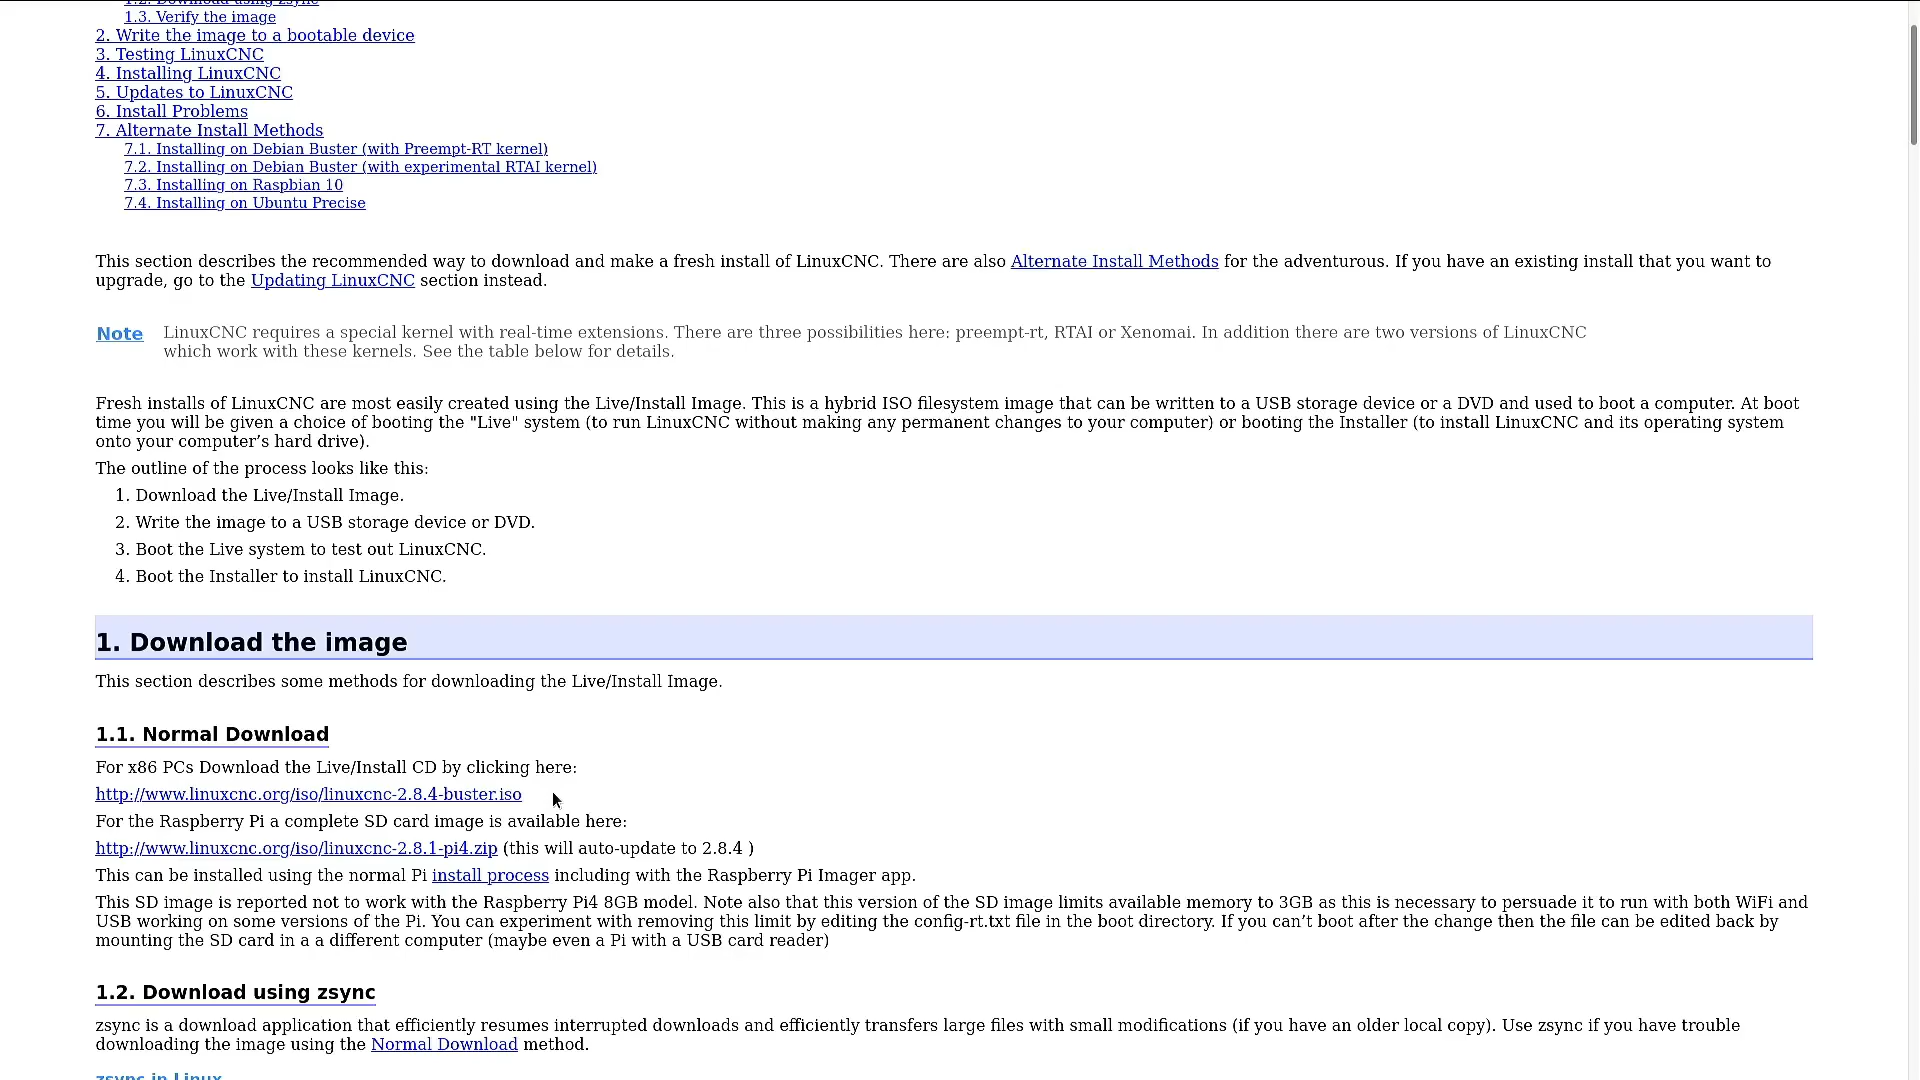 1.2. Download using zsync
1.3. Verify the image
2. Write the image to a bootable device
3. Testing LinuxCNC
4. Installing LinuxCNC
5. Updates to LinuxCNC
6. Install Problems
7. Alternate Install Methods
7.1. Installing on Debian Buster (with Preempt-RT kernel)
7.2. Installing on Debian Buster (with experimental RTAI kernel)
7.3. Installing on Raspbian 10
7.4. Installing on Ubuntu Precise
This section describes the recommended way to download and make a fresh install of LinuxCNC. There are also Alternate Install Methods for the adventurous. If you have an existing install that you want to
upgrade, go to the Updating LinuxCNC section instead.
Note LinuxCNC requires a special kernel with real-time extensions. There are three possibilities here: preempt-rt, RTAI or Xenomai. In addition there are two versions of LinuxCNC
which work with these kernels. See the table below for details.
Fresh installs of LinuxCNC are most easily created using the Live/Install Image. This is a hybrid ISO filesystem image that can be written to a USB storage device or a DVD and used to boot a computer. At boot
time you will be given a choice of booting the "Live" system (to run LinuxCNC without making any permanent changes to your computer) or booting the Installer (to install LinuxCNC and its operating system
onto your computer’s hard drive).
The outline of the process looks like this:
1. Download the Live/Install Image.
2. Write the image to a USB storage device or DVD.
3. Boot the Live system to test out LinuxCNC.
4. Boot the Installer to install LinuxCNC.
1. Download the image
This section describes some methods for downloading the Live/Install Image.
1.1. Normal Download
For x86 PCs Download the Live/Install CD by clicking here:
http://www.linuxcnc.org/iso/linuxcnc-2.8.4-buster.iso
For the Raspberry Pi a complete SD card image is available here:
http://www.linuxcnc.org/iso/linuxcnc-2.8.1-pi4.zip (this will auto-update to 2.8.4 )
This can be installed using the normal Pi install process including with the Raspberry Pi Imager app.
This SD image is reported not to work with the Raspberry Pi4 8GB model. Note also that this version of the SD image limits available memory to 3GB as this is necessary to persuade it to run with both WiFi and
USB working on some versions of the Pi. You can experiment with removing this limit by editing the config-rt.txt file in the boot directory. If you can’t boot after the change then the file can be edited back by
mounting the SD card in a a different computer (maybe even a Pi with a USB card reader)
1.2. Download using zsync
zsync is a download application that efficiently resumes interrupted downloads and efficiently transfers large files with small modifications (if you have an older local copy). Use zsync if you have trouble
downloading the image using the Normal Download method.
zsync in Linux